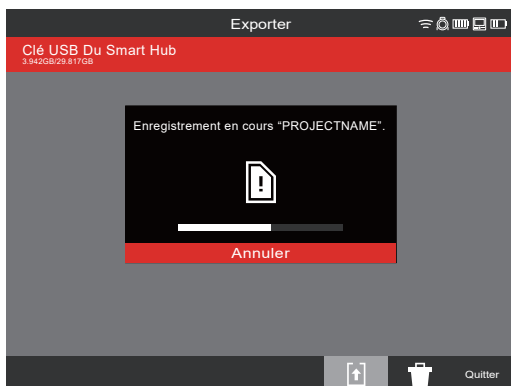 Exporter
Clé USB Du Smart Hub
3.942GB/29.817GB
Enregistrement en cours “PROJECTNAME”.
Annuler
Quitter